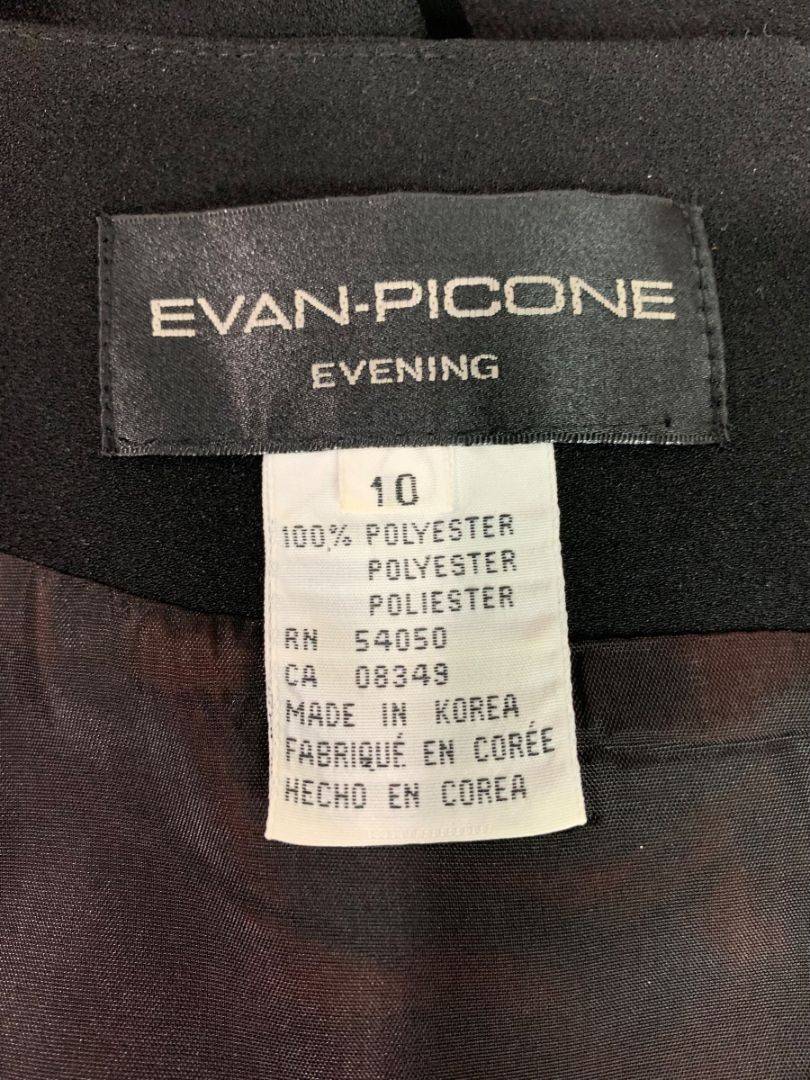 EVAN-PICONE
EVENING
10
100% POLYESTER
POLYESTER
POLIESTER
RN 54050
CA 08349
MADE IN KOREA
FABRIQUÉ EN CORÉE
HECHO EN COREA